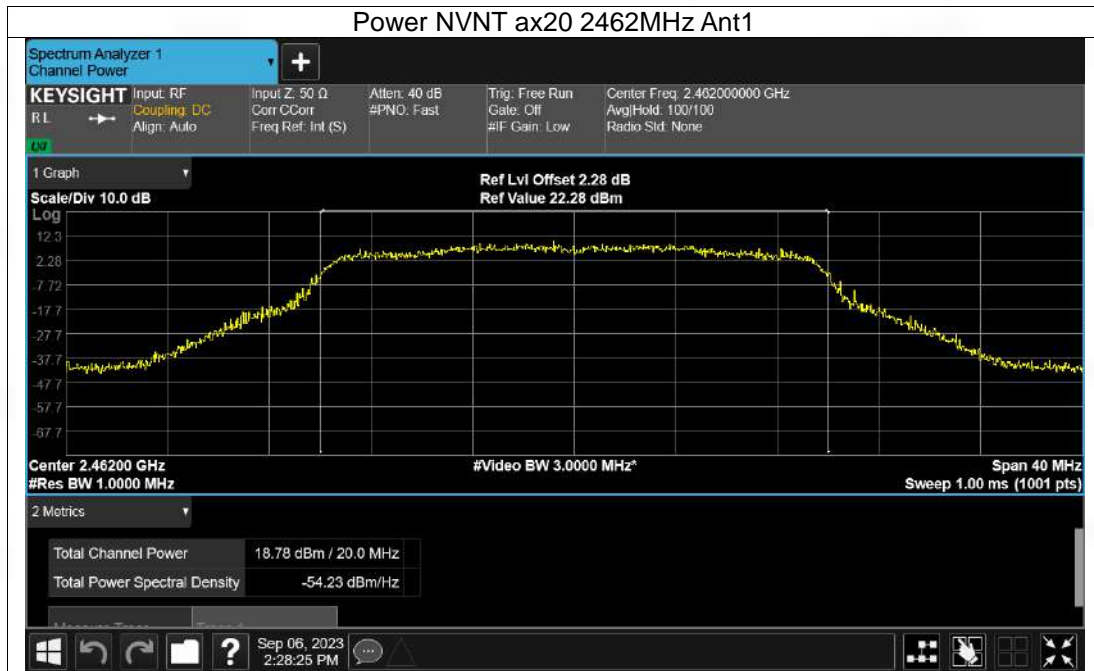 Power NVNT ax20 2462MHz Ant1
Spectrum Analyzer 1
Channel Power
KEYSIGHT
R L
LXI
Input: RF
Coupling: DC
Align: Auto
Input Z: 50 Ω
Corr CCorr
Freq Ref: Int (S)
Atten: 40 dB
#PNO: Fast
Trig: Free Run
Gate: Off
#IF Gain: Low
Center Freq: 2.462000000 GHz
Avg|Hold: 100/100
Radio Std: None
1 Graph
Scale/Div 10.0 dB
Ref Lvl Offset 2.28 dB
Ref Value 22.28 dBm
Log
12.3
2.28
-7.72
-17.7
-27.7
-37.7
-47.7
-57.7
-67.7
Center 2.46200 GHz
#Video BW 3.0000 MHz*
Span 40 MHz
#Res BW 1.0000 MHz
Sweep 1.00 ms (1001 pts)
2 Metrics
Total Channel Power 18.78 dBm / 20.0 MHz
Total Power Spectral Density -54.23 dBm/Hz
Sep 06, 2023
2:28:25 PM